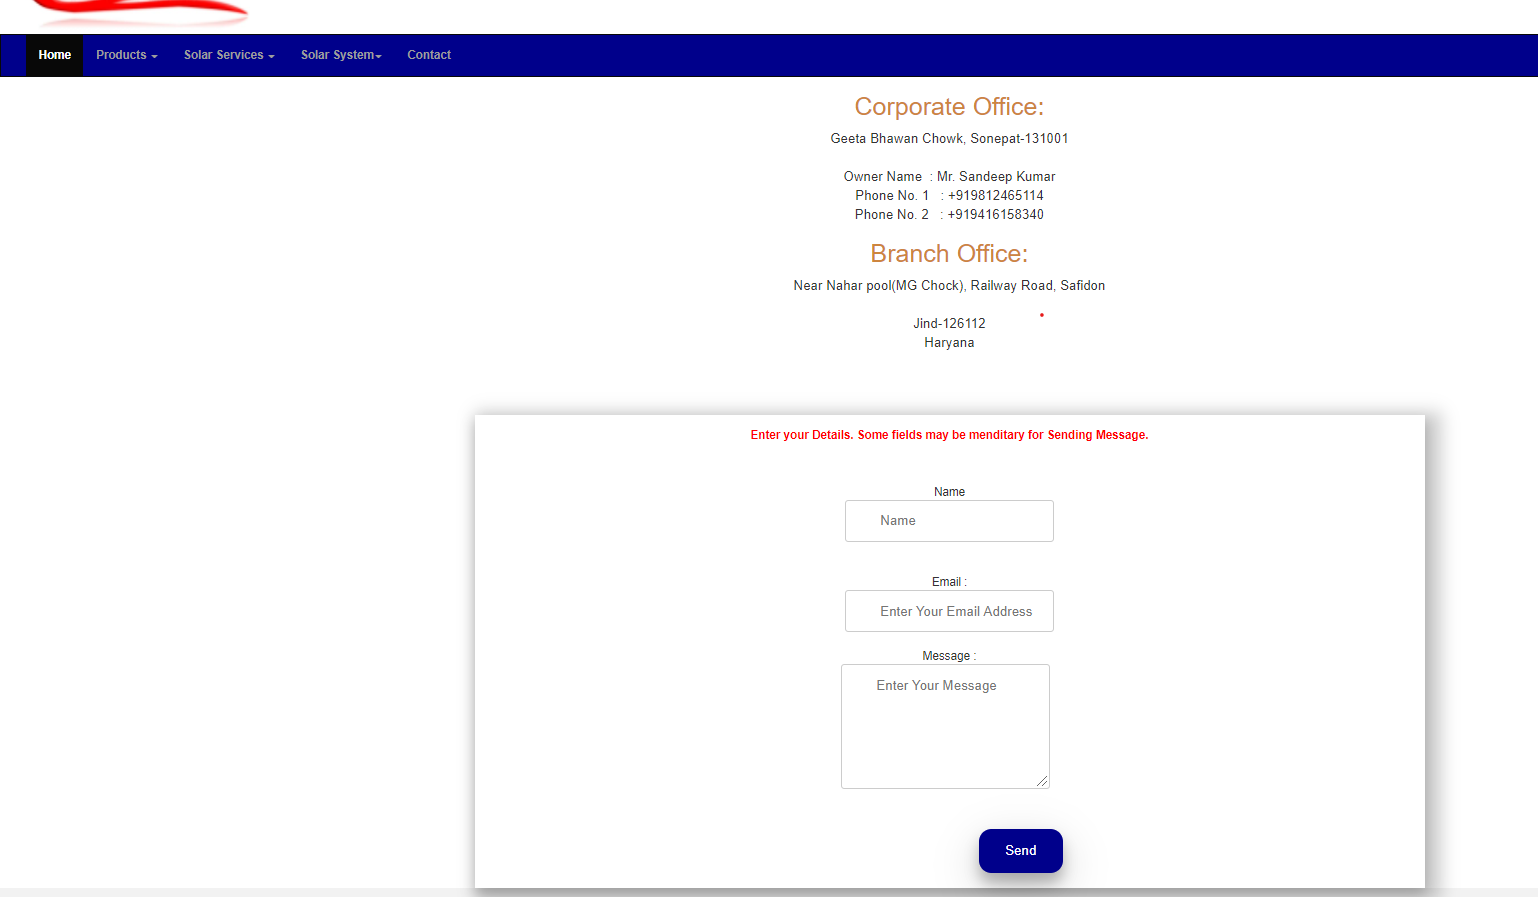 Home Products Solar Services Solar System Contact
Corporate Office:
Geeta Bhawan Chowk, Sonepat-131001
Owner Name : Mr. Sandeep Kumar
Phone No. 1 : +919812465114
Phone No. 2 : +919416158340
Branch Office:
Near Nahar pool(MG Chock), Railway Road, Safidon
Jind-126112
Haryana
Enter your Details. Some fields may be menditary for Sending Message.
Name
Name
Email :
Enter Your Email Address
Message :
Enter Your Message
Send